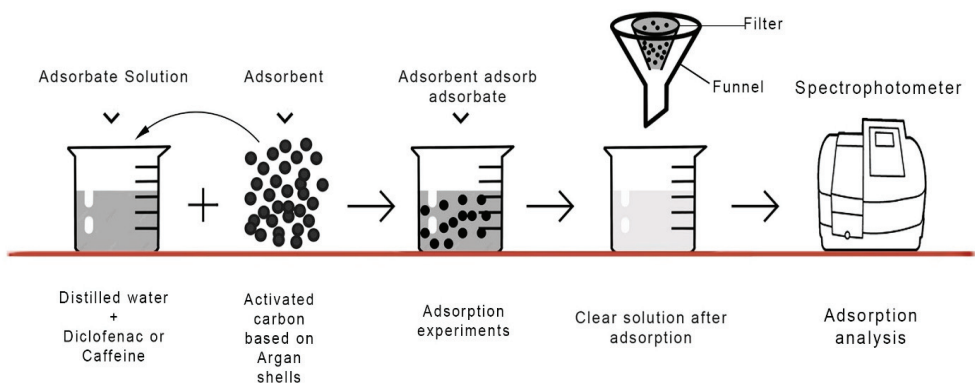 Adsorbate Solution
Adsorbent
Adsorbent adsorb
adsorbate
Filter
Funnel
Spectrophotometer
+
Distilled water
+
Diclofenac or
Caffeine
Activated
carbon
based on
Argan
shells
Adsorption
experiments
Clear solution after
adsorption
Adsorption
analysis